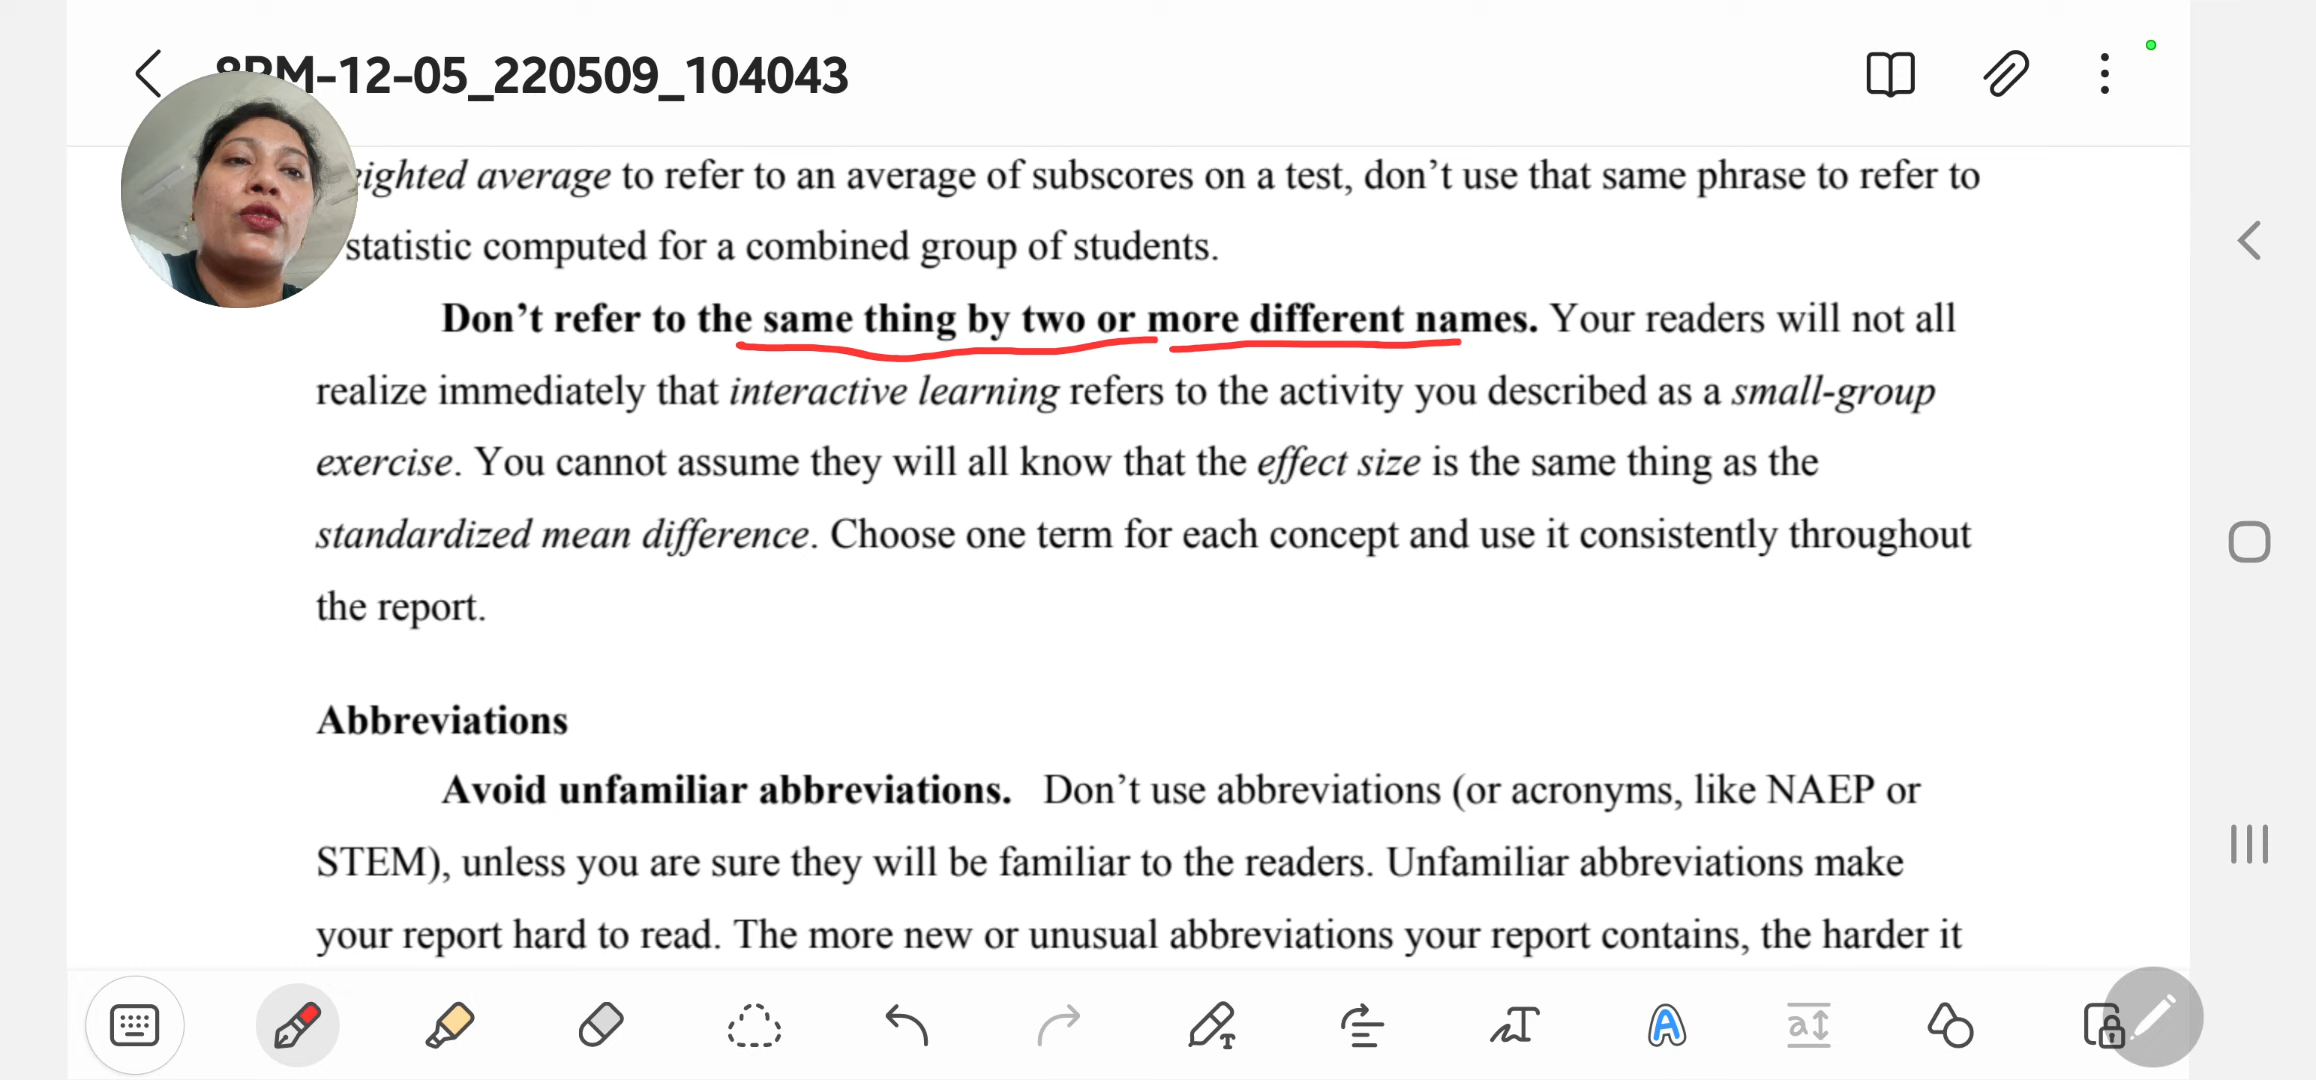 PM-12-05_220509_104043
ighted average to refer to an average of subscores on a test, don’t use that same phrase to refer to
statistic computed for a combined group of students.
Don’t refer to the same thing by two or more different names. Your readers will not all
realize immediately that interactive learning refers to the activity you described as a small-group
exercise. You cannot assume they will all know that the effect size is the same thing as the
standardized mean difference. Choose one term for each concept and use it consistently throughout
the report.
Abbreviations
Avoid unfamiliar abbreviations. Don’t use abbreviations (or acronyms, like NAEP or
STEM), unless you are sure they will be familiar to the readers. Unfamiliar abbreviations make
your report hard to read. The more new or unusual abbreviations your report contains, the harder it